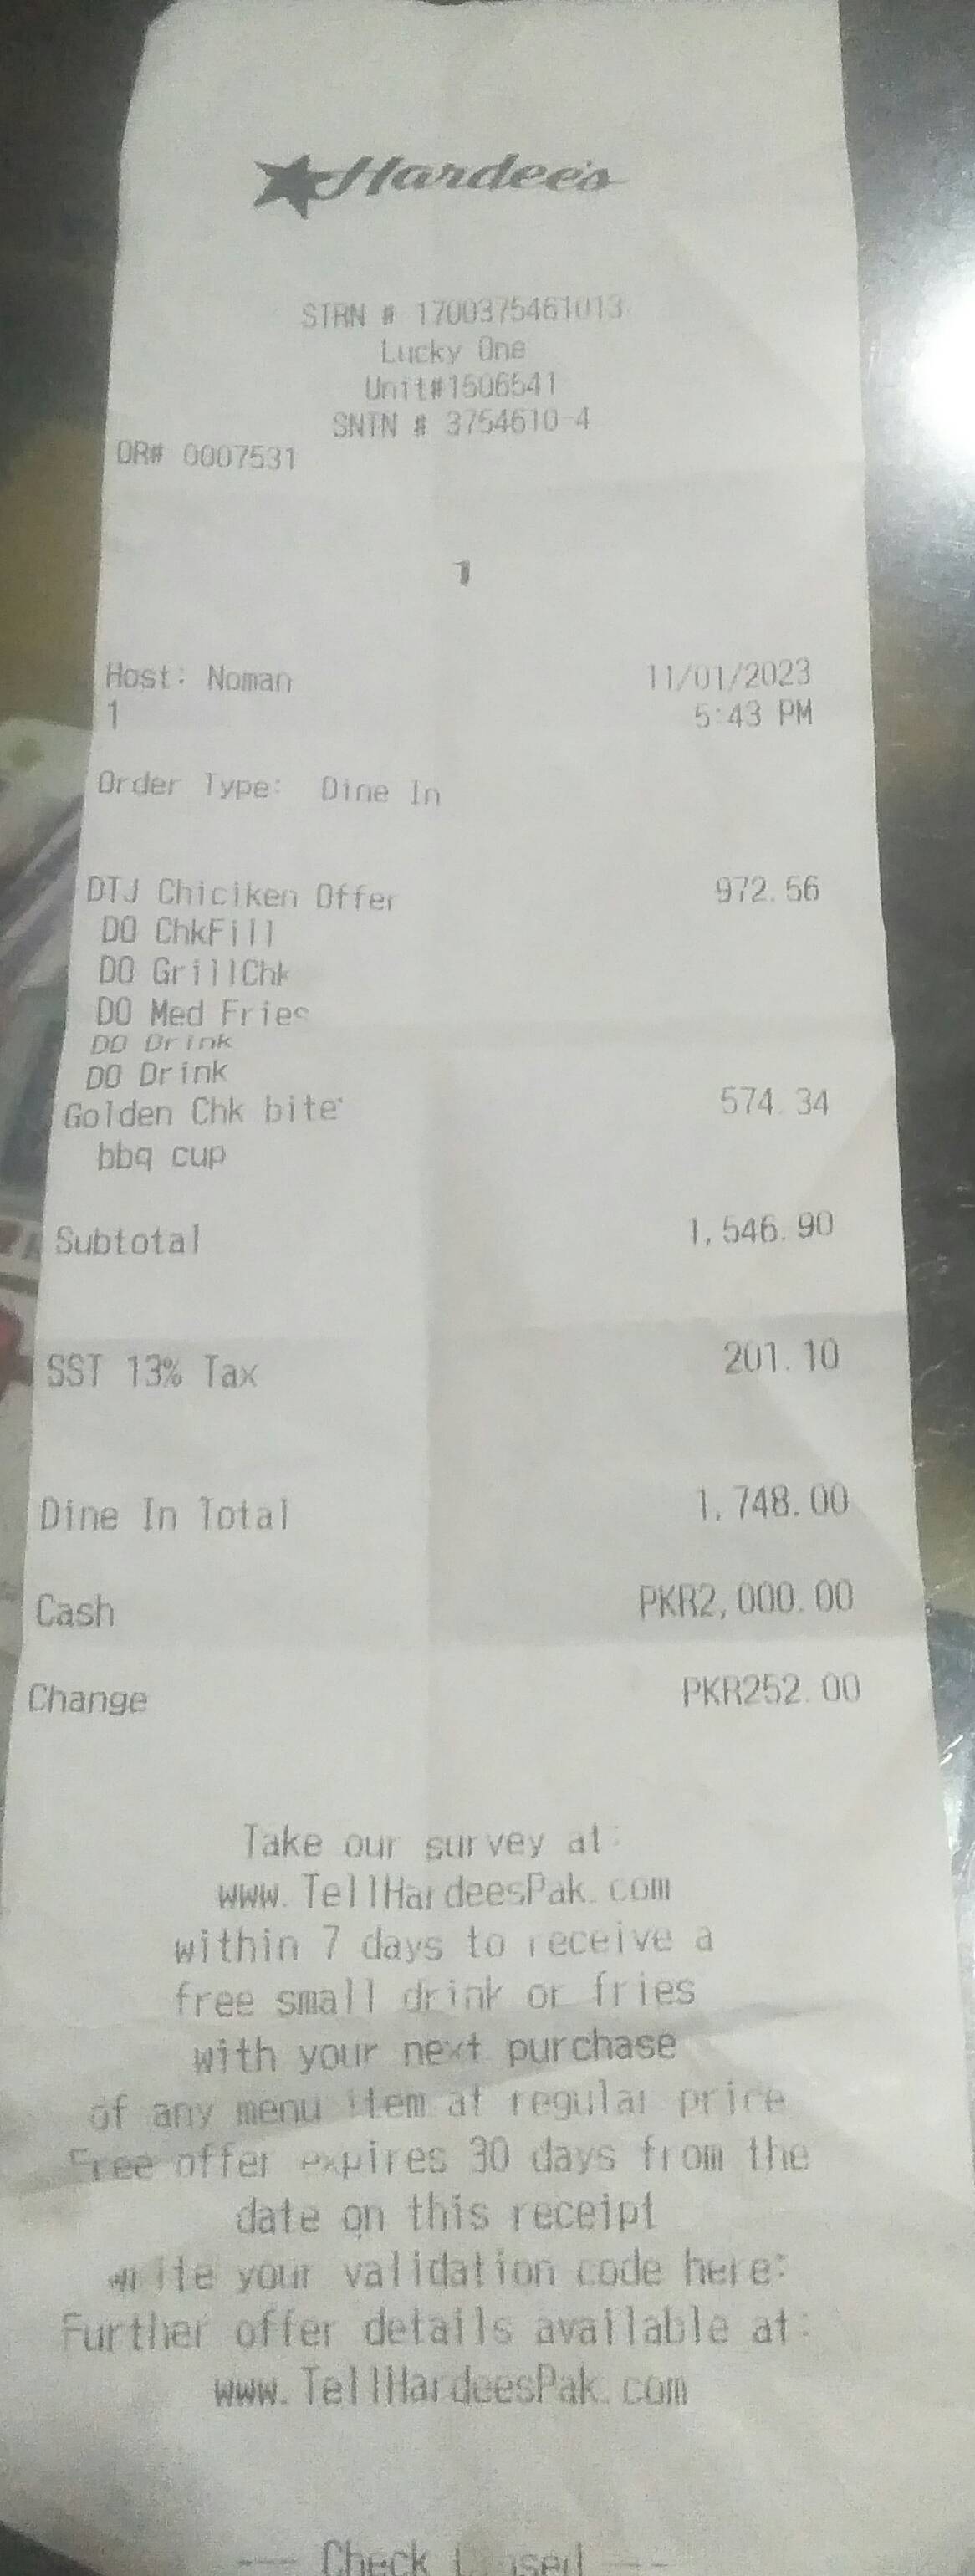 Hardee's
STRN # 1700375461013
Lucky One
Unit#1506541
SNTN # 3754610-4
OR# 0007531
1
Host: Noman 11/01/2023
1 5:43 PM
Order Type: Dine In
DTJ Chiciken Offer 972.56
DO ChkFill
DO GrillChk
DO Med Fries
DO Drink
DO Drink
Golden Chk bite 574.34
bbq cup
Subtotal 1,546.90
SST 13% Tax 201.10
Dine In Total 1,748.00
Cash PKR2,000.00
Change PKR252.00
Take our survey at:
www.TellHardeesPak.com
within 7 days to receive a
free small drink or fries
with your next purchase
of any menu item at regular price
Free offer expires 30 days from the
date on this receipt
write your validation code here:
Further offer details available at:
www.TellHardeesPak.com
--- Check Closed ---